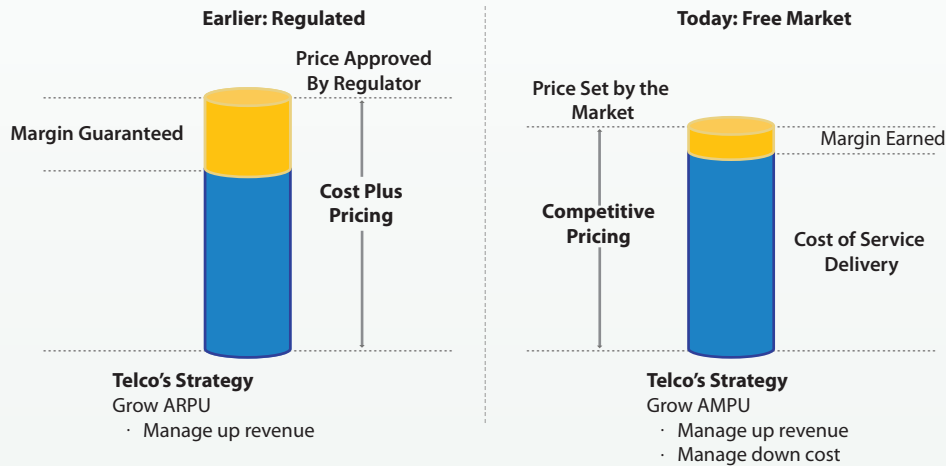 Earlier: Regulated
Price Approved
By Regulator
Margin Guaranteed
Cost Plus
Pricing
Telco’s Strategy
Grow ARPU
· Manage up revenue
Today: Free Market
Price Set by the
Market
Margin Earned
Competitive
Pricing
Cost of Service
Delivery
Telco’s Strategy
Grow AMPU
· Manage up revenue
· Manage down cost